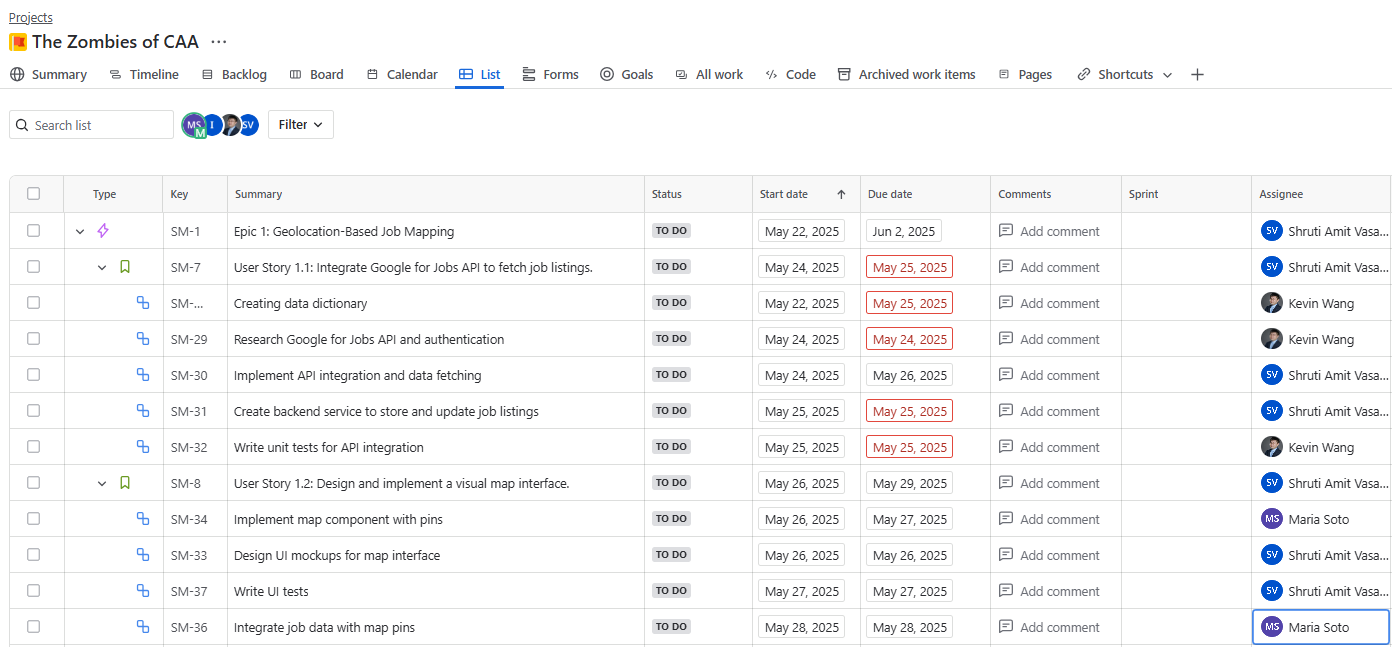 Projects
The Zombies of CAA ···
Summary Timeline Backlog Board Calendar List Forms Goals All work Code Archived work items Pages Shortcuts
Search list MS M I SV Filter
Type Key Summary Status Start date Due date Comments Sprint Assignee
SM-1 Epic 1: Geolocation-Based Job Mapping TO DO May 22, 2025 Jun 2, 2025 Add comment SV Shruti Amit Vasa...
SM-7 User Story 1.1: Integrate Google for Jobs API to fetch job listings. TO DO May 24, 2025 May 25, 2025 Add comment SV Shruti Amit Vasa...
SM-... Creating data dictionary TO DO May 22, 2025 May 25, 2025 Add comment Kevin Wang
SM-29 Research Google for Jobs API and authentication TO DO May 24, 2025 May 24, 2025 Add comment Kevin Wang
SM-30 Implement API integration and data fetching TO DO May 24, 2025 May 26, 2025 Add comment SV Shruti Amit Vasa...
SM-31 Create backend service to store and update job listings TO DO May 25, 2025 May 25, 2025 Add comment SV Shruti Amit Vasa...
SM-32 Write unit tests for API integration TO DO May 25, 2025 May 25, 2025 Add comment Kevin Wang
SM-8 User Story 1.2: Design and implement a visual map interface. TO DO May 26, 2025 May 29, 2025 Add comment SV Shruti Amit Vasa...
SM-34 Implement map component with pins TO DO May 26, 2025 May 27, 2025 Add comment MS Maria Soto
SM-33 Design UI mockups for map interface TO DO May 26, 2025 May 26, 2025 Add comment SV Shruti Amit Vasa...
SM-37 Write UI tests TO DO May 27, 2025 May 27, 2025 Add comment SV Shruti Amit Vasa...
SM-36 Integrate job data with map pins TO DO May 28, 2025 May 28, 2025 Add comment MS Maria Soto